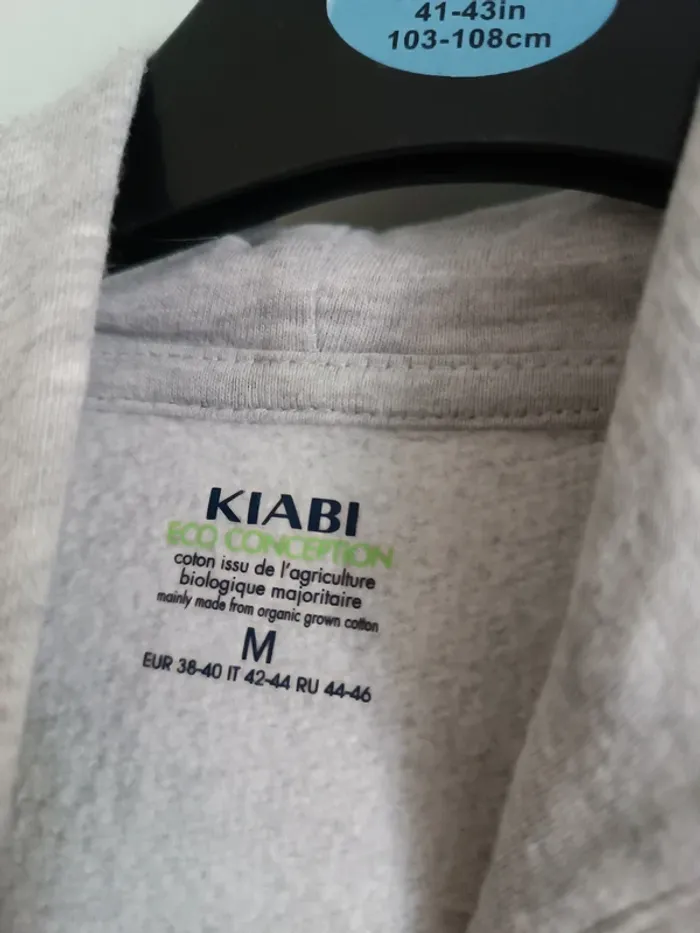 41-43in
103-108cm
KIABI
ECO CONCEPTION
coton issu de l'agriculture
biologique majoritaire
mainly made from organic grown cotton
M
EUR 38-40 IT 42-44 RU 44-46